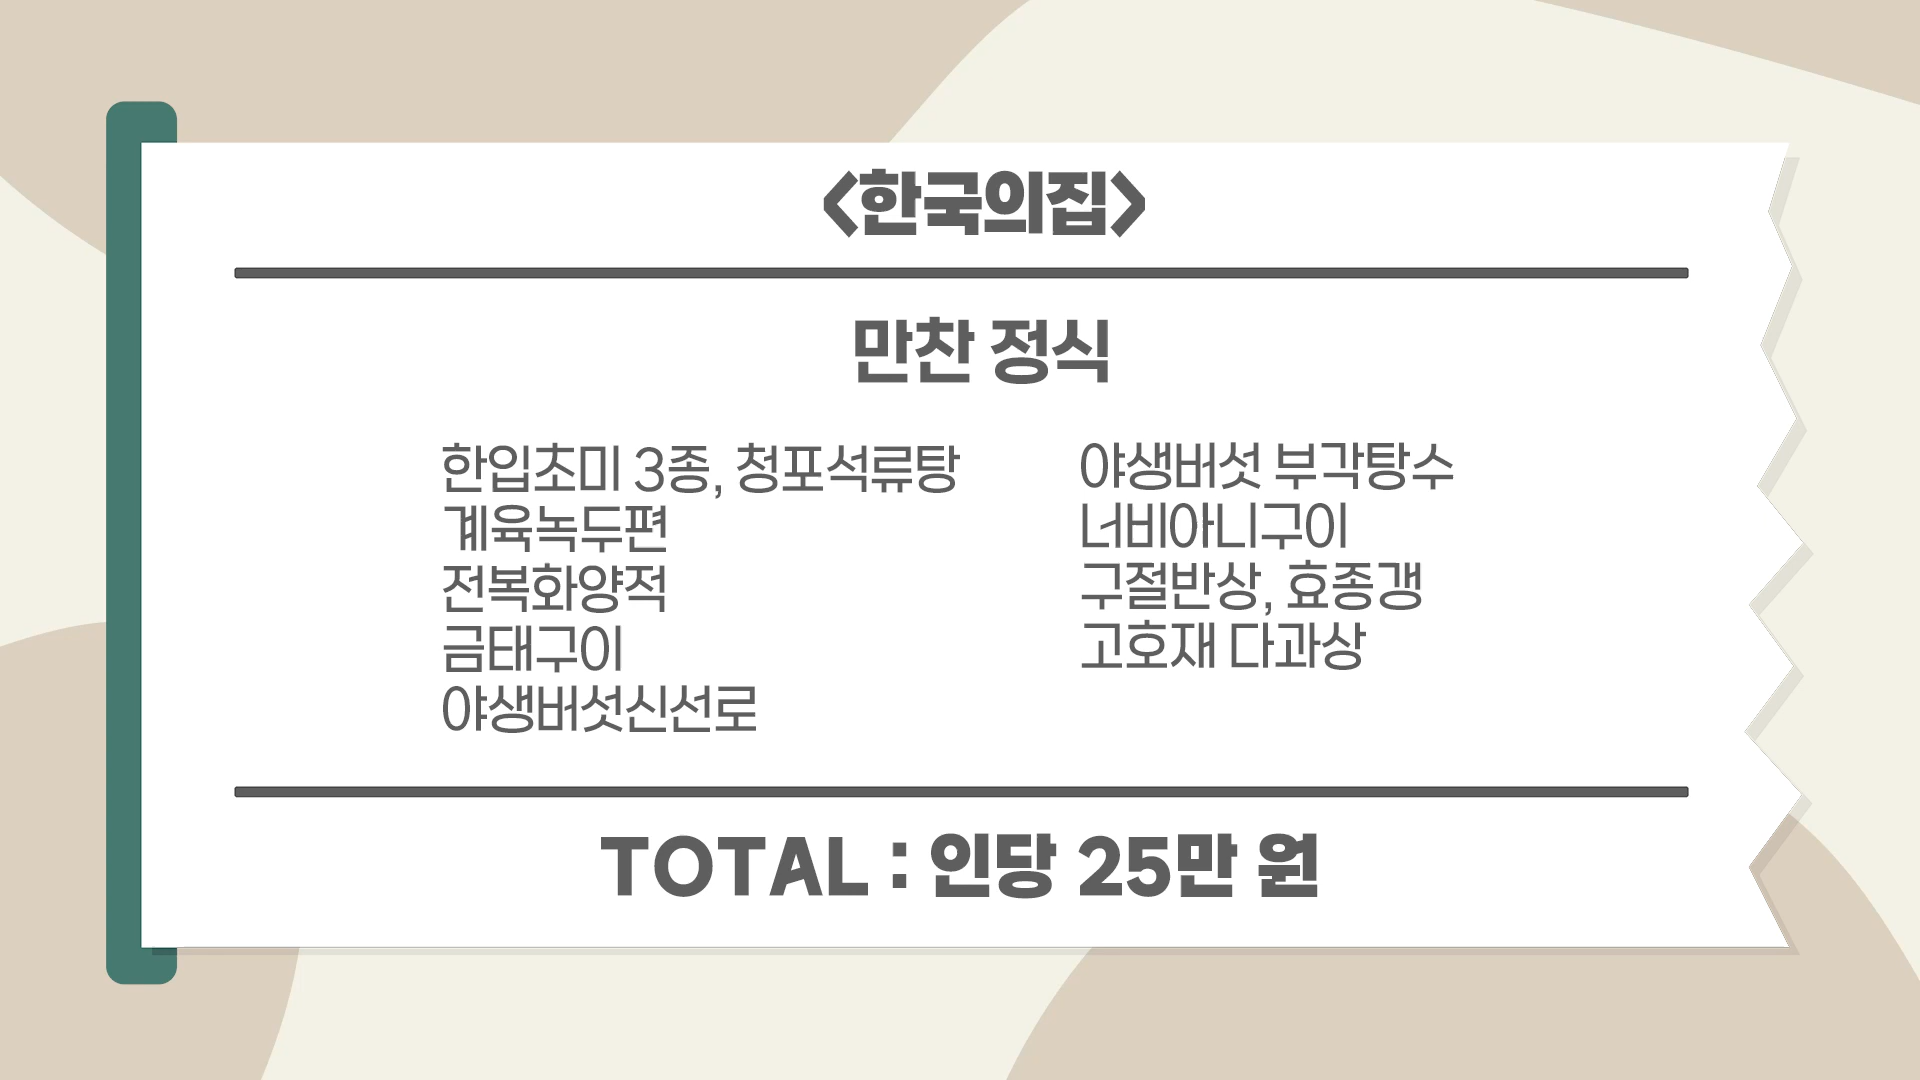 <한국의집>
만찬 정식
한입초미 3종, 청포석류탕
계육녹두편
전복화양적
금태구이
야생버섯신선로
야생버섯 부각탕수
너비아니구이
구절반상, 효종갱
고호재 다과상
TOTAL : 인당 25만 원